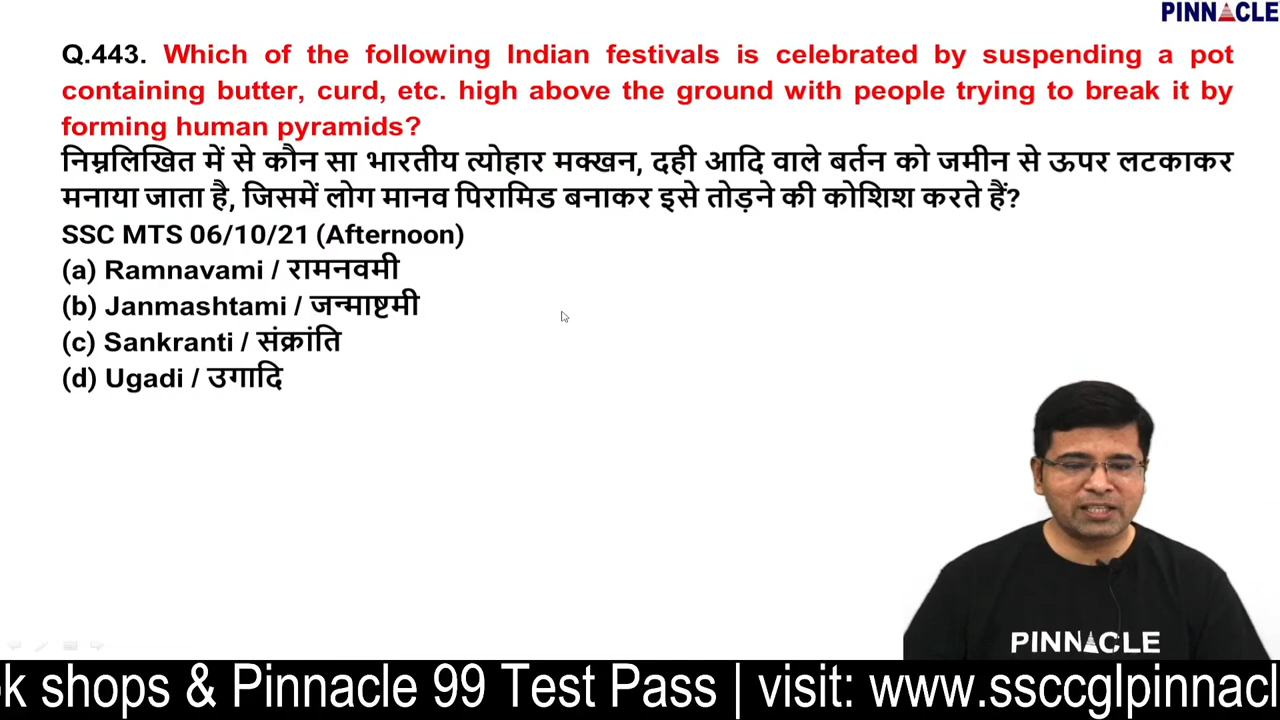 PINNACLE
Q.443. Which of the following Indian festivals is celebrated by suspending a pot
containing butter, curd, etc. high above the ground with people trying to break it by
forming human pyramids?
निम्नलिखित में से कौन सा भारतीय त्योहार मक्खन, दही आदि वाले बर्तन को जमीन से ऊपर लटकाकर
मनाया जाता है, जिसमें लोग मानव पिरामिड बनाकर इसे तोड़ने की कोशिश करते हैं?
SSC MTS 06/10/21 (Afternoon)
(a) Ramnavami / रामनवमी
(b) Janmashtami / जन्माष्टमी
(c) Sankranti / संक्रांति
(d) Ugadi / उगादि
PINNACLE
shops & Pinnacle 99 Test Pass | visit: www.ssccglpinnacl